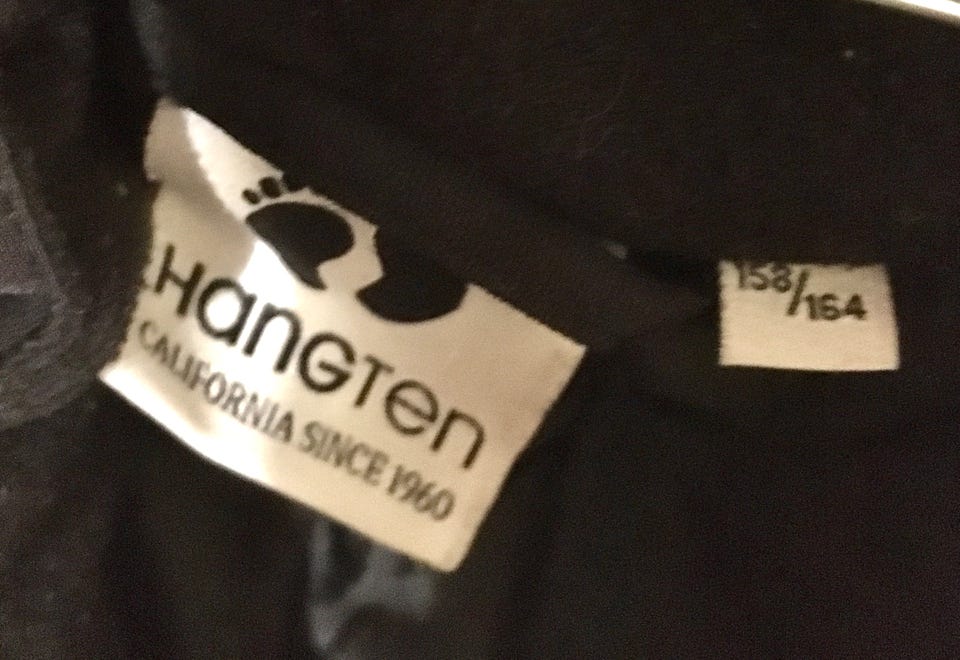 HangTen
CALIFORNIA SINCE 1960
158/164